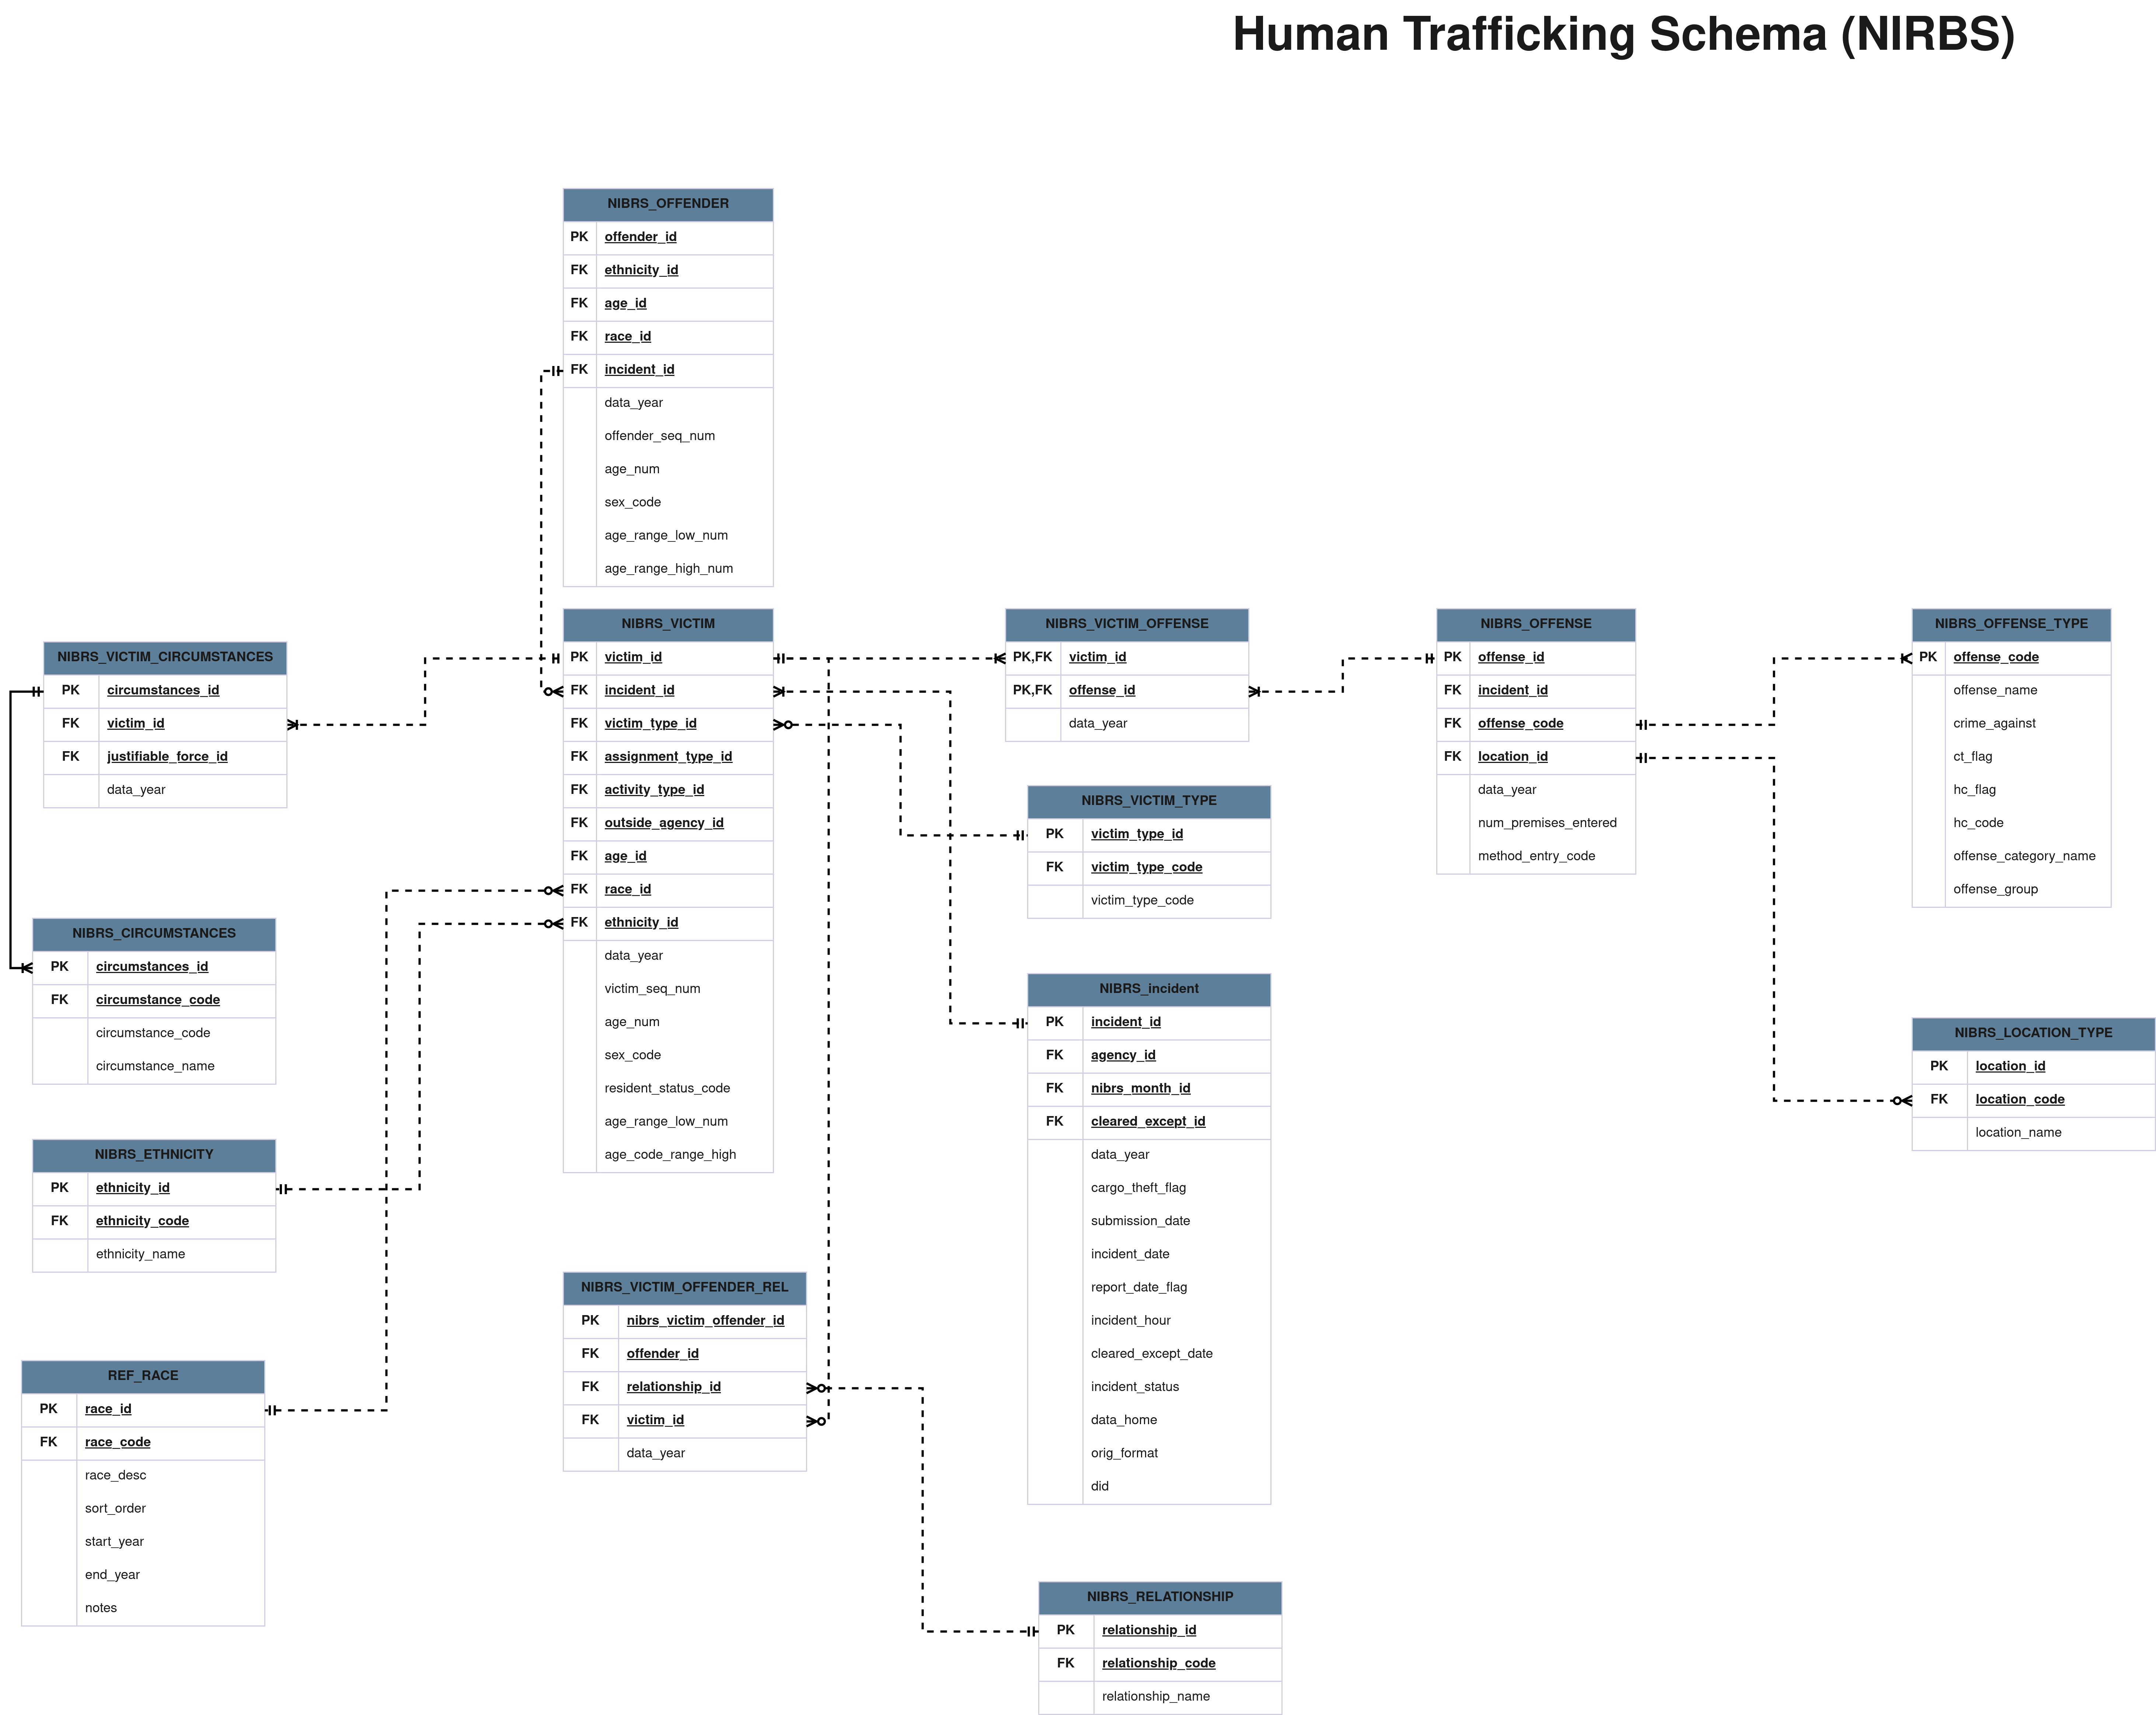 Human Trafficking Schema (NIRBS)
NIBRS_OFFENDER
PK offender_id
FK ethnicity_id
FK age_id
FK race_id
FK incident_id
data_year
offender_seq_num
age_num
sex_code
age_range_low_num
age_range_high_num
NIBRS_VICTIM_CIRCUMSTANCES
PK circumstances_id
FK victim_id
FK justifiable_force_id
data_year
NIBRS_CIRCUMSTANCES
PK circumstances_id
FK circumstance_code
circumstance_code
circumstance_name
NIBRS_ETHNICITY
PK ethnicity_id
FK ethnicity_code
ethnicity_name
REF_RACE
PK race_id
FK race_code
race_desc
sort_order
start_year
end_year
notes
NIBRS_VICTIM
PK victim_id
FK incident_id
FK victim_type_id
FK assignment_type_id
FK activity_type_id
FK outside_agency_id
FK age_id
FK race_id
FK ethnicity_id
data_year
victim_seq_num
age_num
sex_code
resident_status_code
age_range_low_num
age_code_range_high
NIBRS_VICTIM_OFFENDER_REL
PK nibrs_victim_offender_id
FK offender_id
FK relationship_id
FK victim_id
data_year
NIBRS_VICTIM_OFFENSE
PK,FK victim_id
PK,FK offense_id
data_year
NIBRS_VICTIM_TYPE
PK victim_type_id
FK victim_type_code
victim_type_code
NIBRS_incident
PK incident_id
FK agency_id
FK nibrs_month_id
FK cleared_except_id
data_year
cargo_theft_flag
submission_date
incident_date
report_date_flag
incident_hour
cleared_except_date
incident_status
data_home
orig_format
did
NIBRS_RELATIONSHIP
PK relationship_id
FK relationship_code
relationship_name
NIBRS_OFFENSE
PK offense_id
FK incident_id
FK offense_code
FK location_id
data_year
num_premises_entered
method_entry_code
NIBRS_OFFENSE_TYPE
PK offense_code
offense_name
crime_against
ct_flag
hc_flag
hc_code
offense_category_name
offense_group
NIBRS_LOCATION_TYPE
PK location_id
FK location_code
location_name